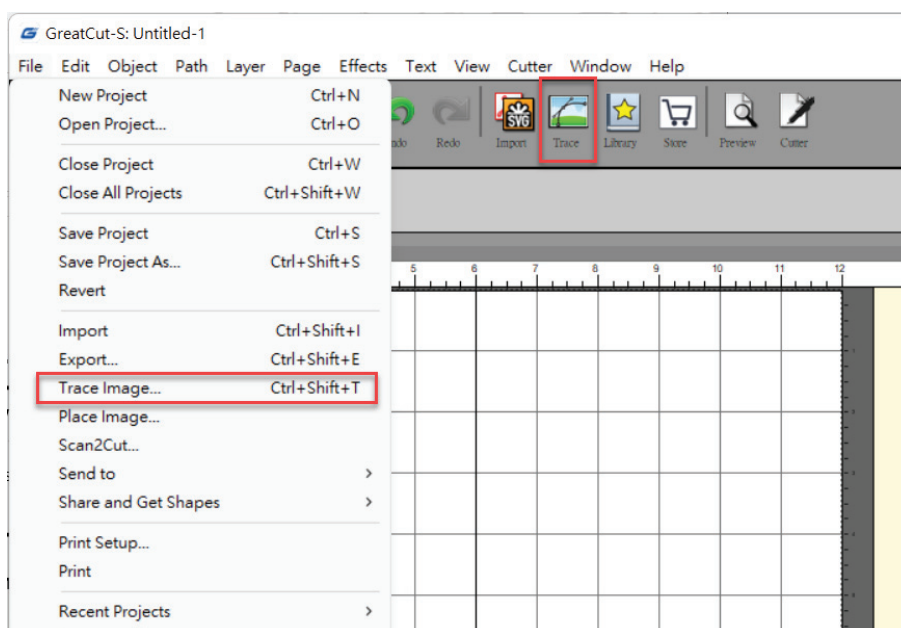 GreatCut-S: Untitled-1
File Edit Object Path Layer Page Effects Text View Cutter Window Help
New Project Ctrl+N
Open Project... Ctrl+O
Close Project Ctrl+W
Close All Projects Ctrl+Shift+W
Save Project Ctrl+S
Save Project As... Ctrl+Shift+S
Revert
Import Ctrl+Shift+I
Export... Ctrl+Shift+E
Trace Image... Ctrl+Shift+T
Place Image...
Scan2Cut...
Send to >
Share and Get Shapes >
Print Setup...
Print
Recent Projects >
Redo Import Trace Library Store Preview Cutter
SVG
5 6 7 8 9 10 11 12